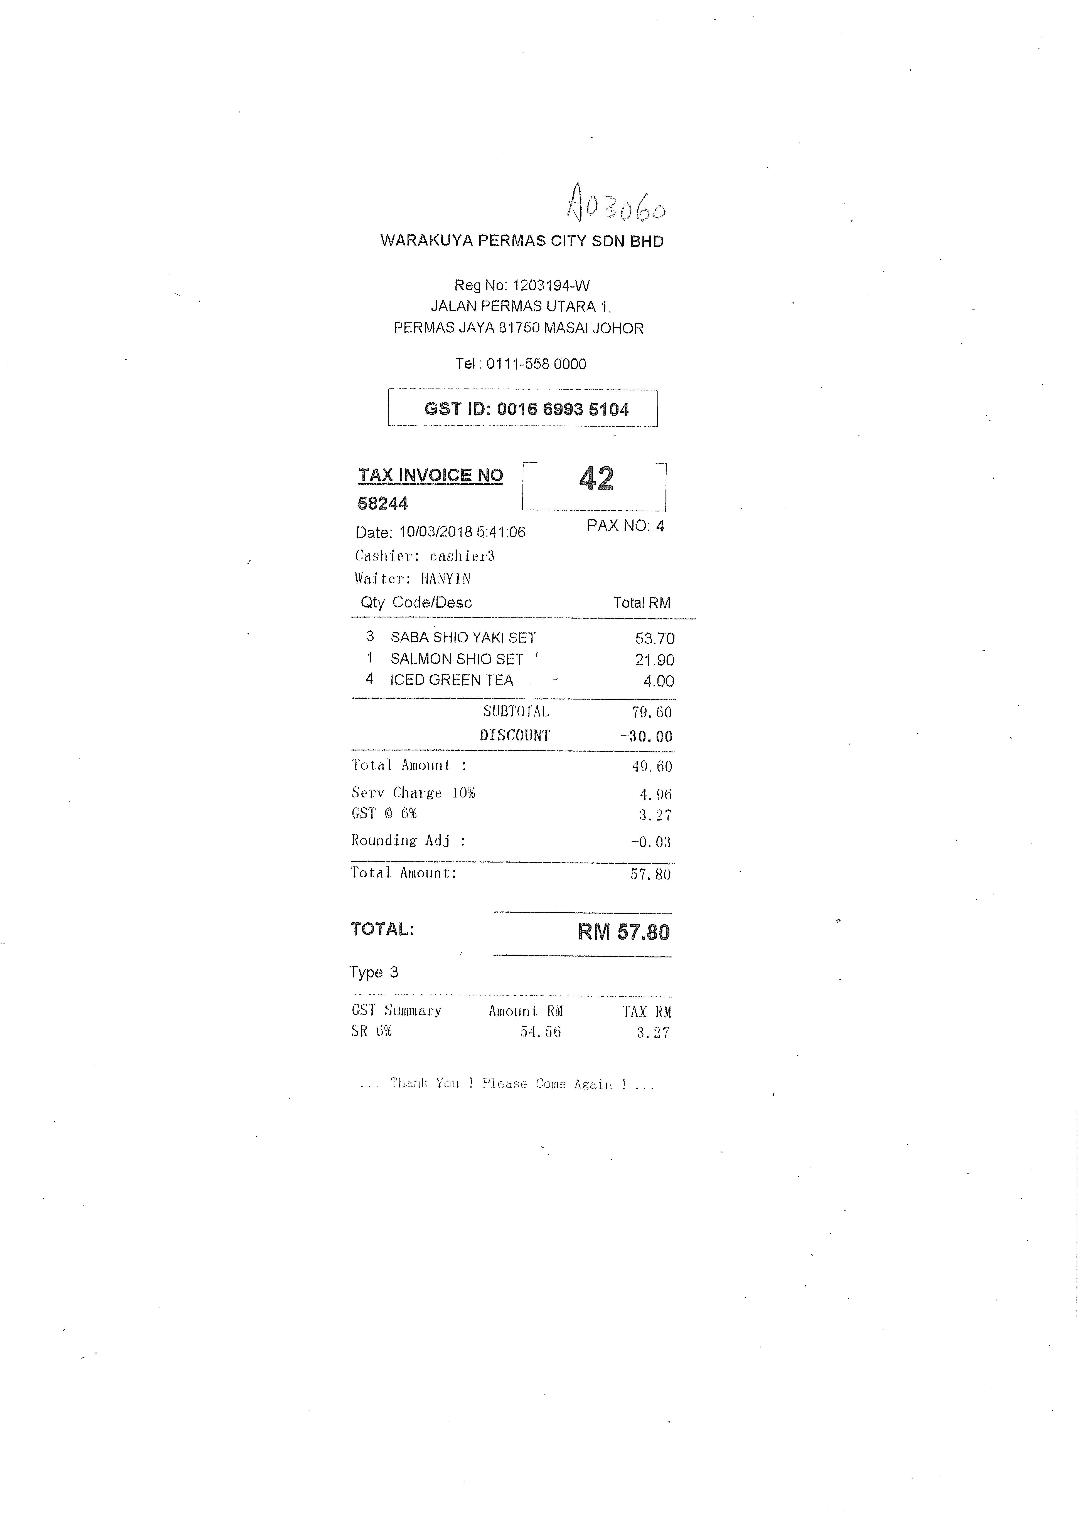 A03060
WARAKUYA PERMAS CITY SDN BHD
Reg No: 1203194-W
JALAN PERMAS UTARA 1,
PERMAS JAYA 81750 MASAI JOHOR
Tel : 0111-558 0000
GST ID: 0016 6993 5104
TAX INVOICE NO 42
58244
PAX NO: 4
Date: 10/03/2018 5:41:06
Cashier: cashier3
Waiter: HANYIN
Qty Code/Desc Total RM
3 SABA SHIO YAKI SET 53.70
1 SALMON SHIO SET 21.90
4 ICED GREEN TEA 4.00
SUBTOTAL 79.60
DISCOUNT -30.00
Total Amount : 49.60
Serv Charge 10% 4.96
GST @ 6% 3.27
Rounding Adj : -0.03
Total Amount: 57.80
TOTAL: RM 57.80
Type 3
GST Summary Amount RM TAX RM
SR 6% 54.56 3.27
... Thank You ! Please Come Again ! ...